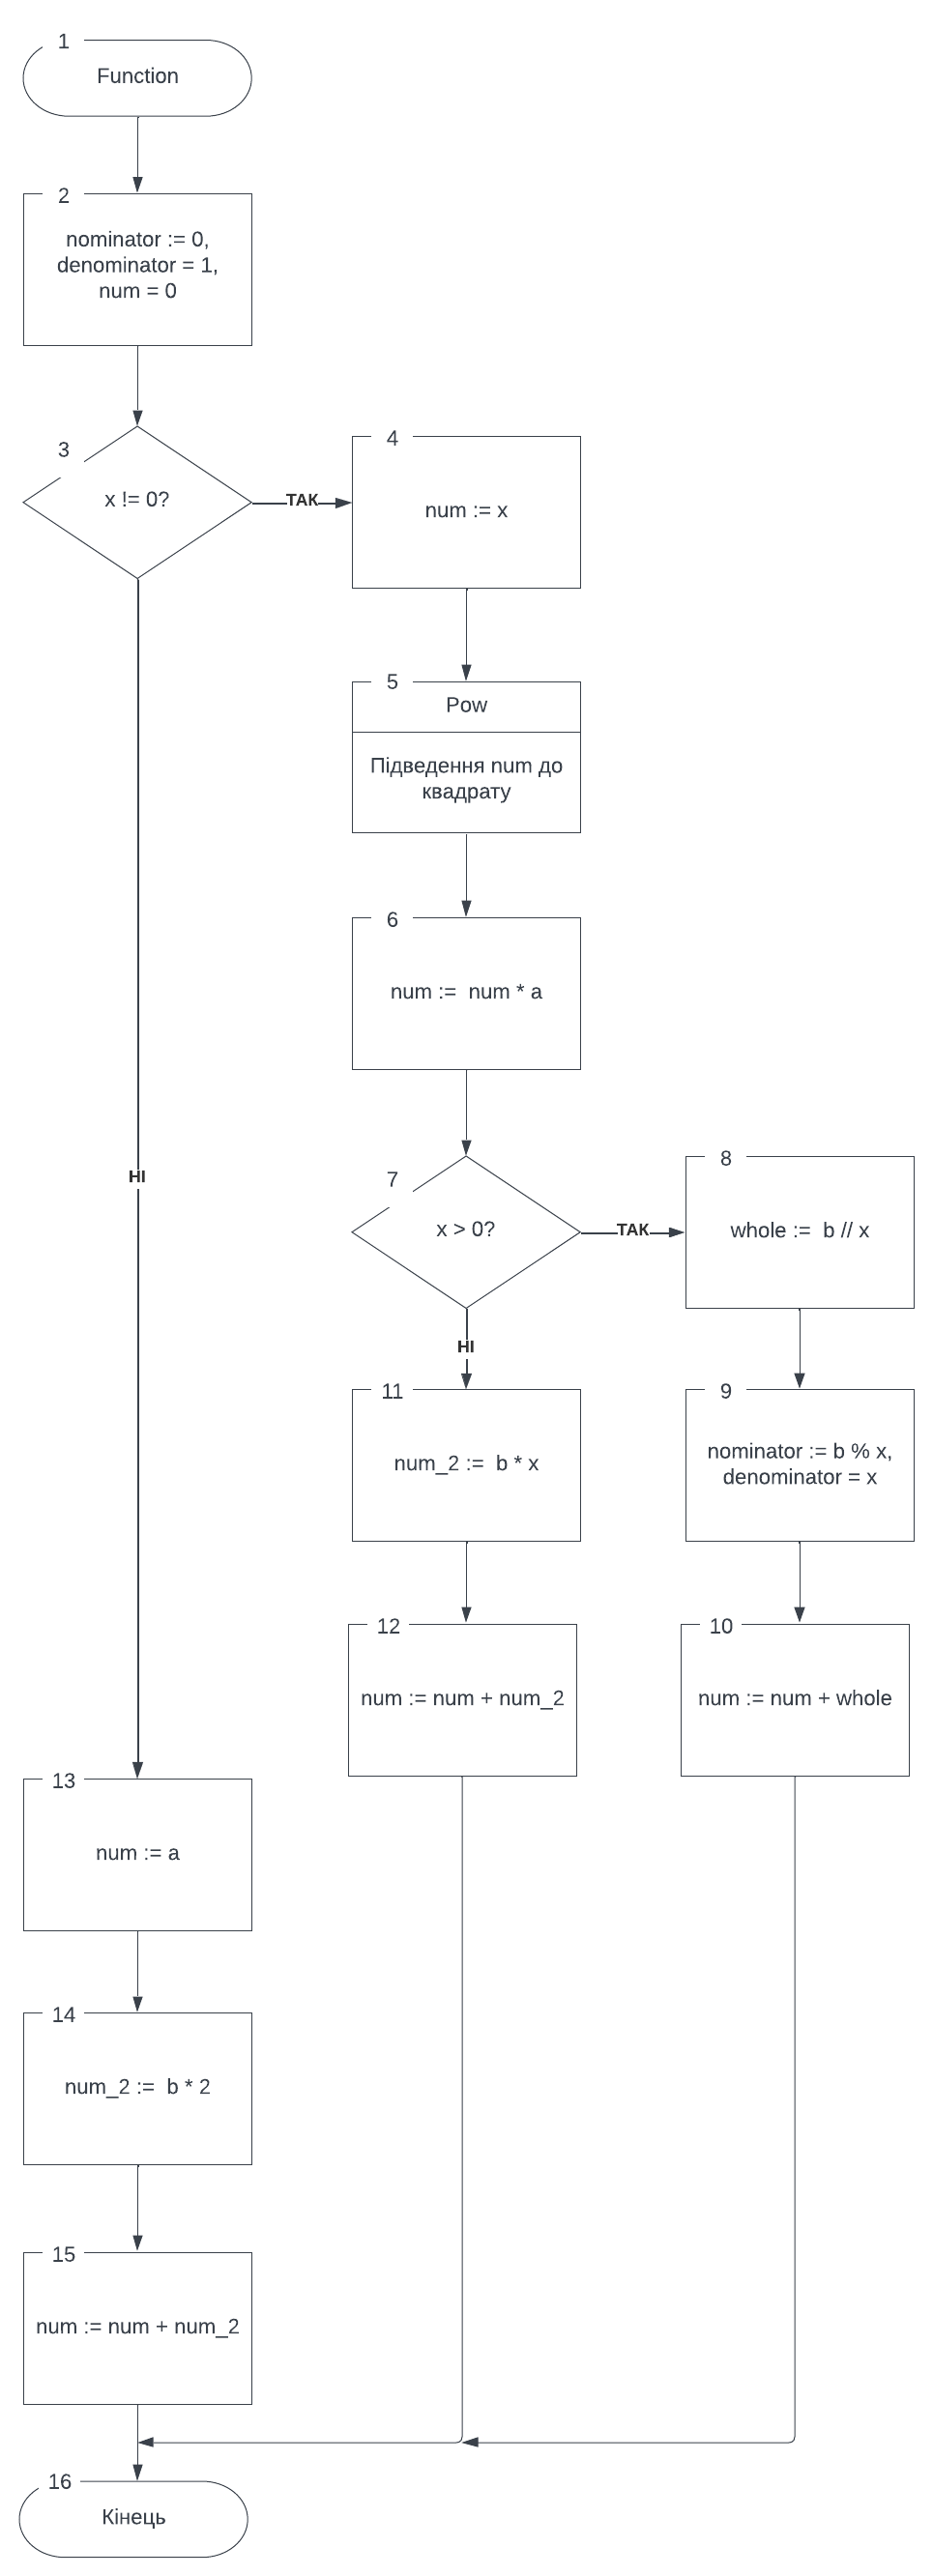 1
Function
2
nominator := 0,
denominator = 1,
num = 0
3
x != 0?
ТАК
4
num := x
5
Pow
Підведення num до
квадрату
6
num :=  num * a
НІ
7
x > 0?
ТАК
8
whole :=  b // x
НІ
9
nominator := b % x,
denominator = x
10
num := num + whole
11
num_2 :=  b * x
12
num := num + num_2
13
num := a
14
num_2 :=  b * 2
15
num := num + num_2
16
Кінець